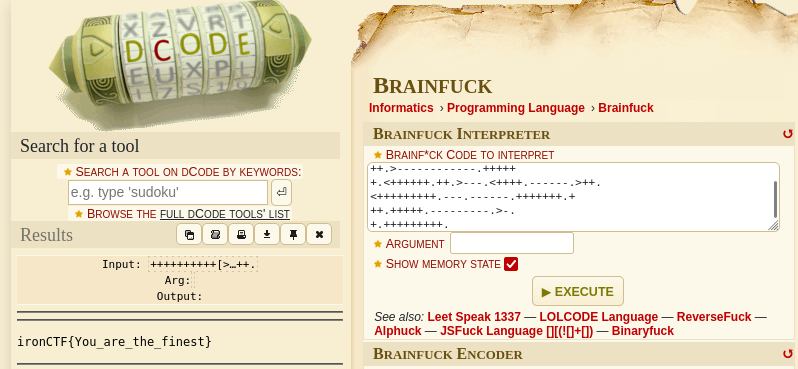 DCODE
Search for a tool
★ SEARCH A TOOL ON DCODE BY KEYWORDS:
e.g. type 'sudoku'
★ BROWSE THE FULL DCODE TOOLS' LIST
Results
Input: ++++++++++[>…++.
Arg:
Output:
ironCTF{You_are_the_finest}
BRAINFUCK
Informatics › Programming Language › Brainfuck
BRAINFUCK INTERPRETER
★ BRAINF*CK CODE TO INTERPRET
++.>------------.+++++
+.<++++++.++.>---.<++++.------.>++.
<+++++++++.---.------.+++++++.+
++.+++++.---------.>-.
+.+++++++++.
★ ARGUMENT
★ SHOW MEMORY STATE
▶ EXECUTE
See also: Leet Speak 1337 — LOLCODE Language — ReverseFuck —
Alphuck — JSFuck Language [][(![]+[]) — Binaryfuck
BRAINFUCK ENCODER